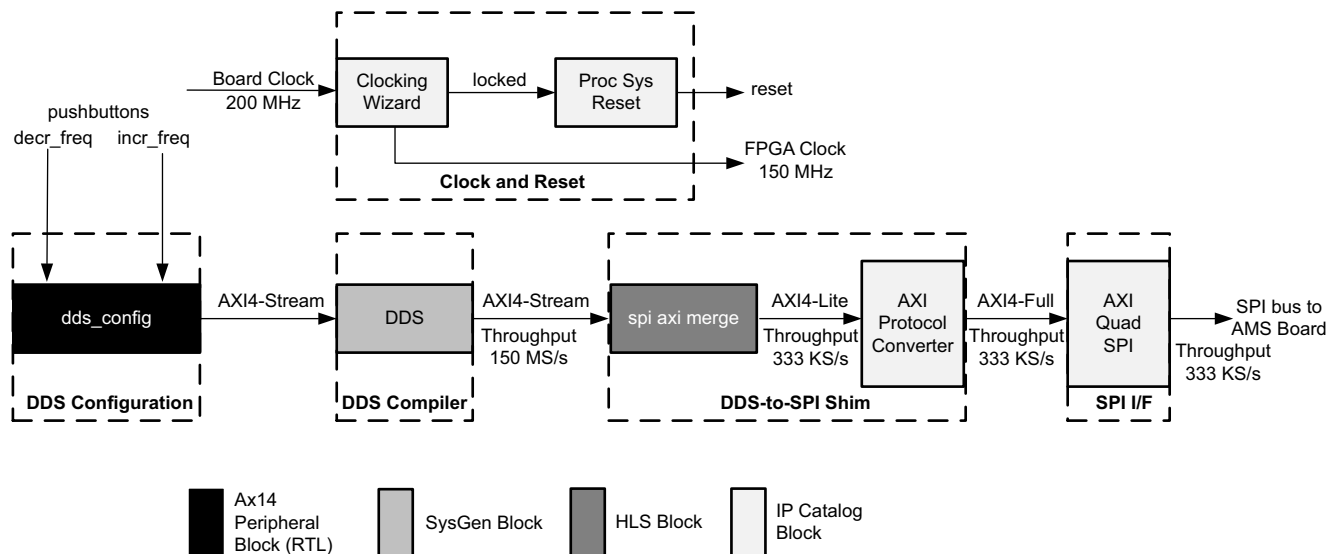 Board Clock
200 MHz
Clocking
Wizard
locked
Proc Sys
Reset
reset
FPGA Clock
150 MHz
Clock and Reset
pushbuttons
decr_freq
incr_freq
dds_config
DDS Configuration
AXI4-Stream
DDS
DDS Compiler
AXI4-Stream
Throughput
150 MS/s
spi axi merge
AXI4-Lite
Throughput
333 KS/s
AXI
Protocol
Converter
DDS-to-SPI Shim
AXI4-Full
Throughput
333 KS/s
AXI
Quad
SPI
SPI I/F
SPI bus to
AMS Board
Throughput
333 KS/s
Ax14
Peripheral
Block (RTL)
SysGen Block
HLS Block
IP Catalog
Block